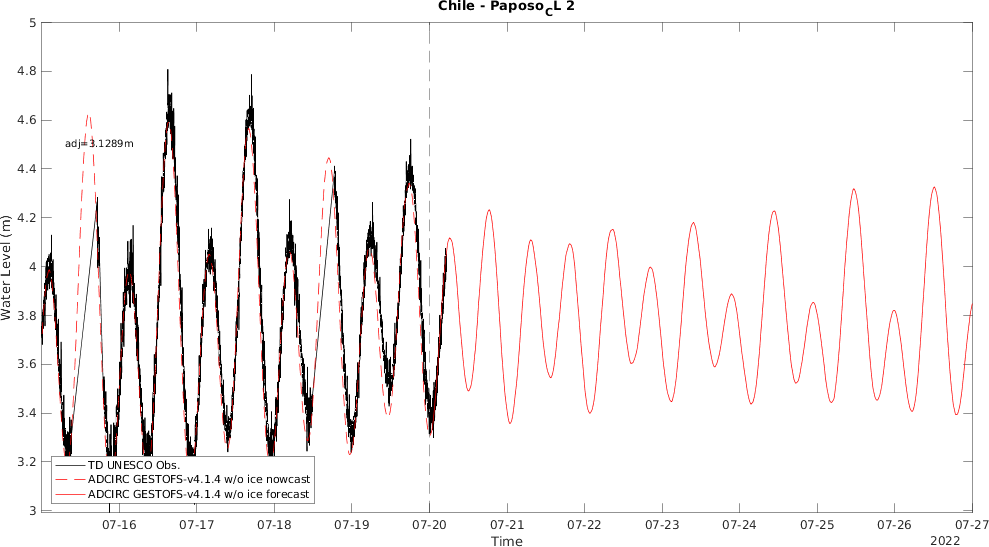 Chile - Paposo_CL 2
Water Level (m)
5
4.8
4.6
4.4
4.2
4
3.8
3.6
3.4
3.2
3
adj=3.1289m
TD UNESCO Obs.
ADCIRC GESTOFS-v4.1.4 w/o ice nowcast
ADCIRC GESTOFS-v4.1.4 w/o ice forecast
07-16 07-17 07-18 07-19 07-20 07-21 07-22 07-23 07-24 07-25 07-26 07-27
Time
2022